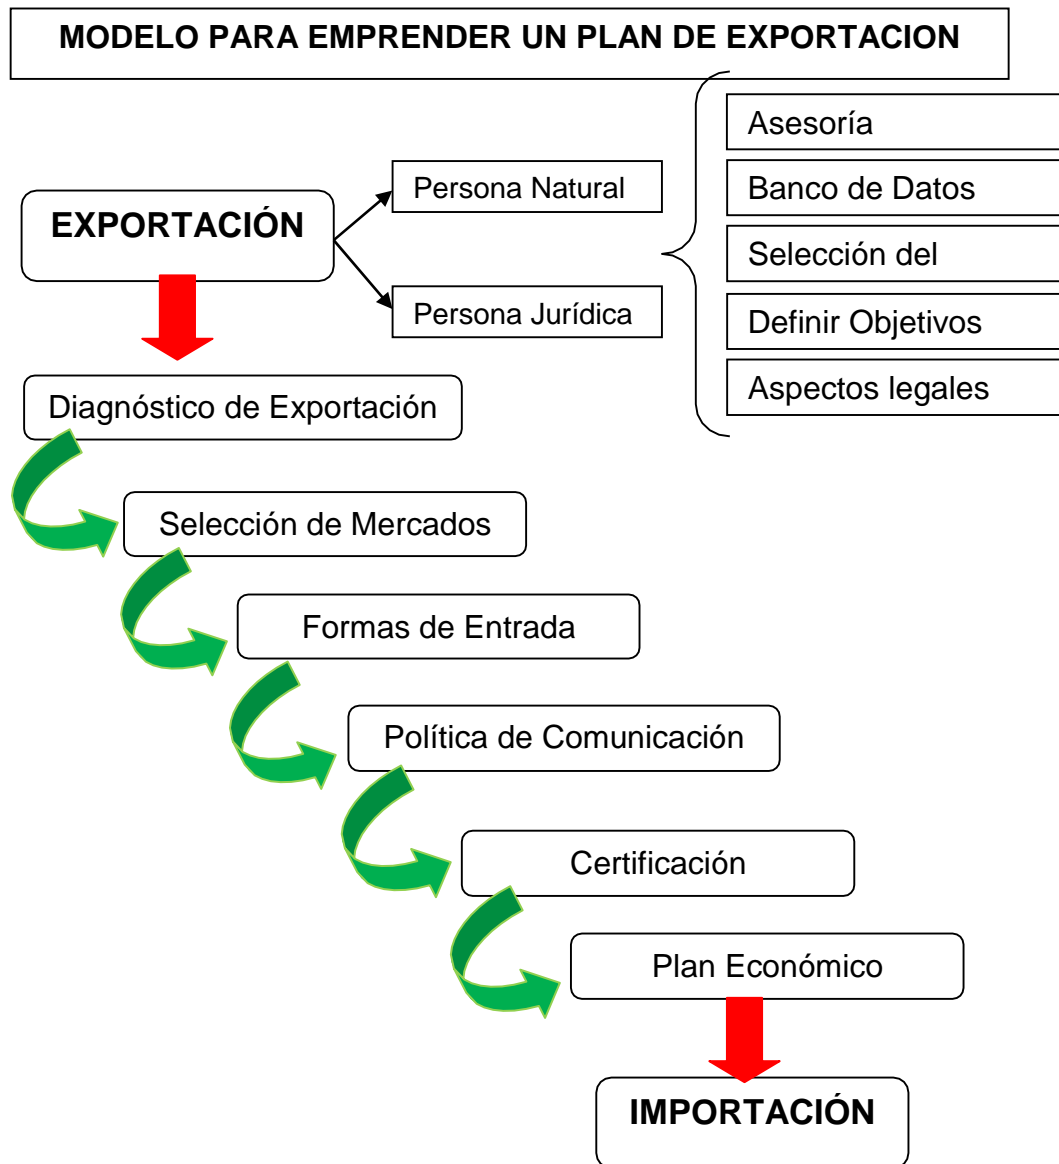 MODELO PARA EMPRENDER UN PLAN DE EXPORTACION
EXPORTACIÓN
Persona Natural
Persona Jurídica
Asesoría
Banco de Datos
Selección del
Definir Objetivos
Aspectos legales
Diagnóstico de Exportación
Selección de Mercados
Formas de Entrada
Política de Comunicación
Certificación
Plan Económico
IMPORTACIÓN